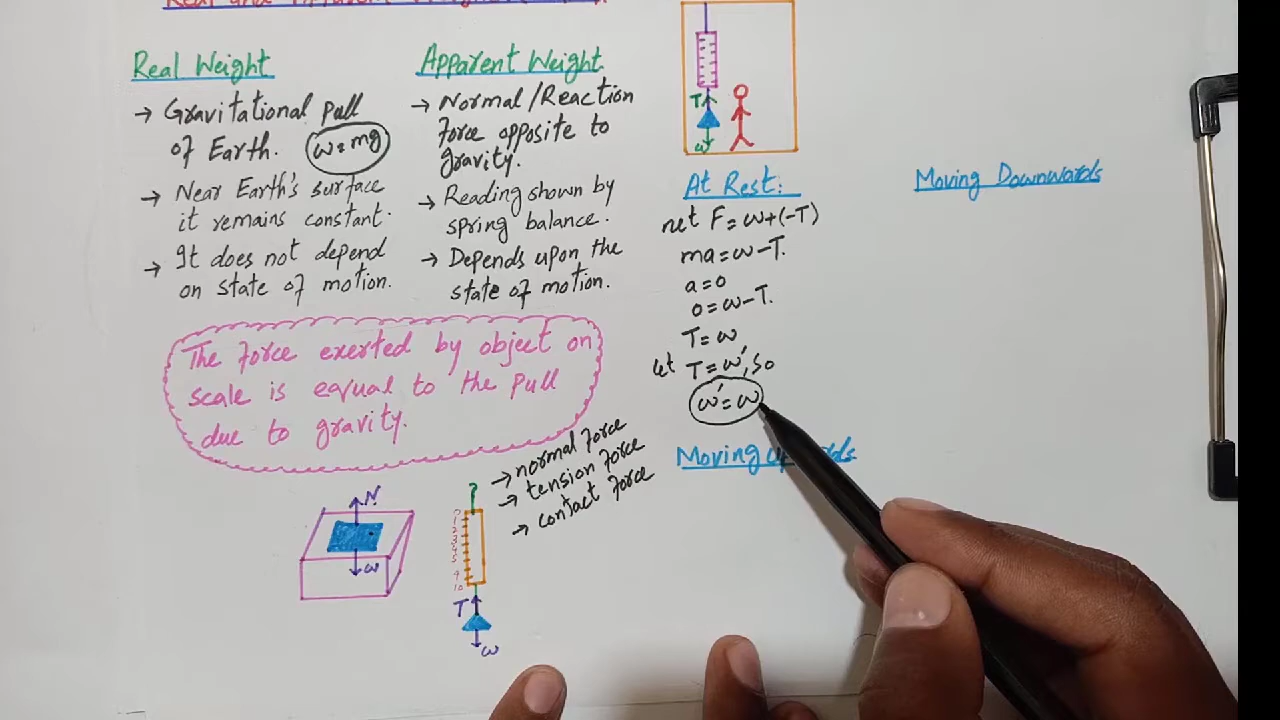 Real Weight
→ Gravitational pull
of Earth. w=mg
→ Near Earth's surface
it remains constant.
→ It does not depend
on state of motion.
Apparent Weight
→ Normal/Reaction
force opposite to
gravity.
→ Reading shown by
spring balance.
→ Depends upon the
state of motion.
The force exerted by object on
scale is equal to the pull
due to gravity.
N
w
→ normal force
→ tension force
→ contact force
T
w
T
w
At Rest:
net F=w+(-T)
ma=w-T.
a=0
0=w-T.
T=w
let T=w', so
w'=w
Moving upwards
Moving Downwards